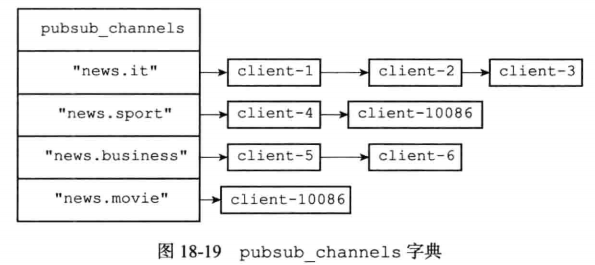 pubsub_channels
"news.it" client-1 client-2 client-3
"news.sport" client-4 client-10086
"news.business" client-5 client-6
"news.movie" client-10086
图 18-19 pubsub_channels 字典